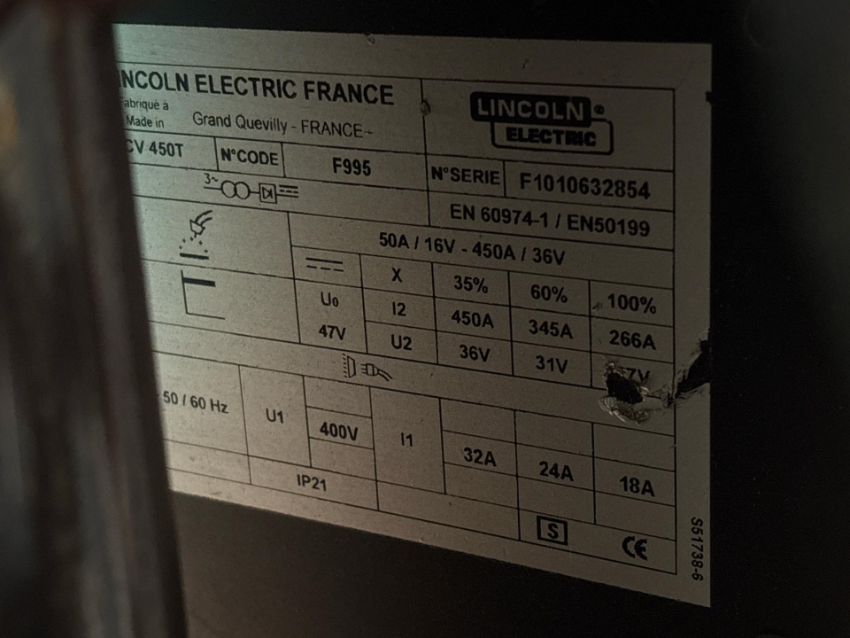 INCOLN ELECTRIC FRANCE
LINCOLN ®
ELECTRIC
abriqué à
Made in Grand Quevilly - FRANCE -
CV 450T N°CODE F995 N°SERIE F1010632854
3~
EN 60974-1 / EN50199
50A / 16V - 450A / 36V
X 35% 60% 100%
U0 I2 450A 345A 266A
47V U2 36V 31V 7V
50 / 60 Hz U1 400V I1 32A 24A 18A
IP21
S
CE
S51738-6